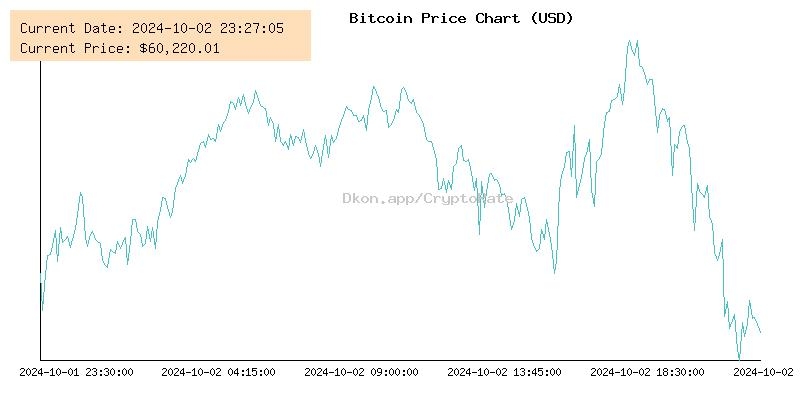 Bitcoin Price Chart (USD)
Current Date: 2024-10-02 23:27:05
Current Price: $60,220.01
Dkon.app/CryptoRate
2024-10-01 23:30:00 2024-10-02 04:15:00 2024-10-02 09:00:00 2024-10-02 13:45:00 2024-10-02 18:30:00 2024-10-02